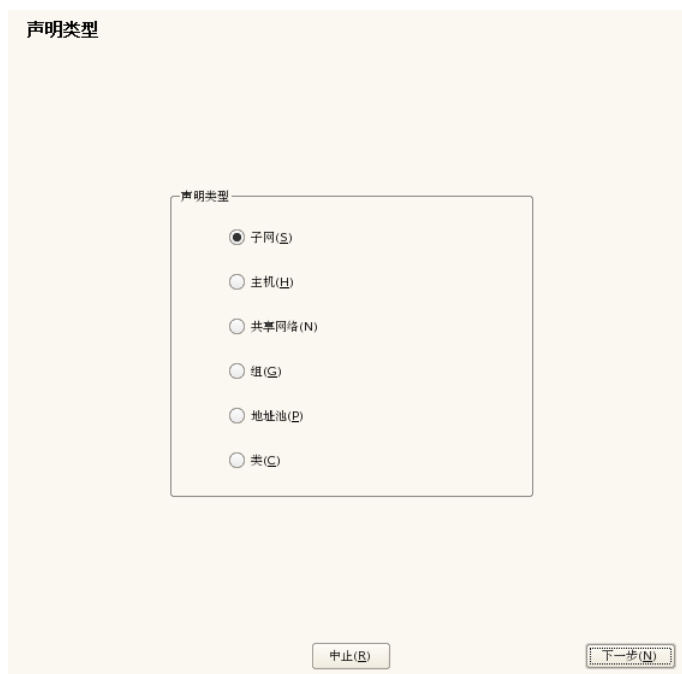 声明类型
声明类型
子网(S)
主机(H)
共享网络(N)
组(G)
地址池(P)
类(C)
中止(R)
下一步(N)